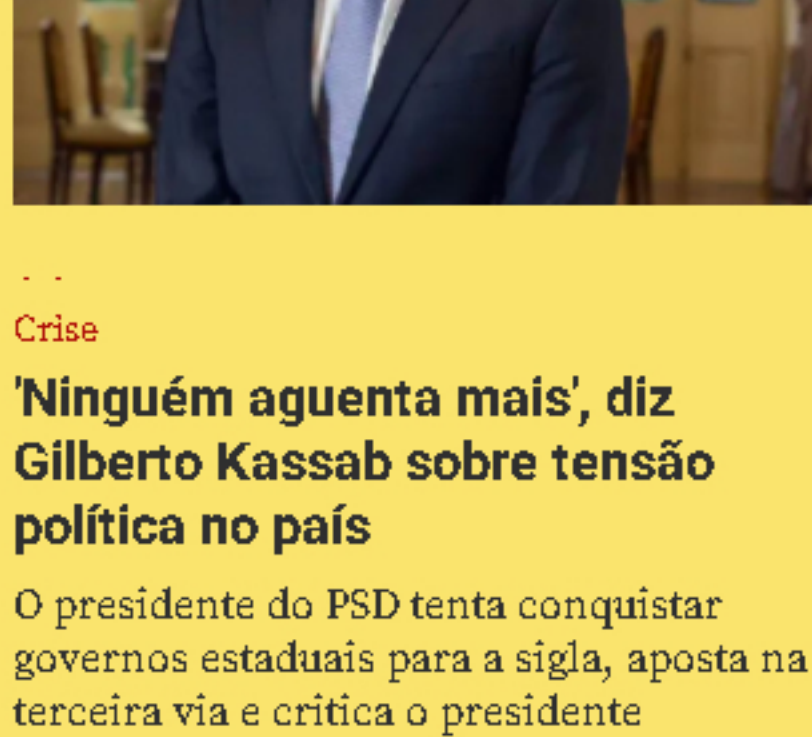 Crise
'Ninguém aguenta mais', diz
Gilberto Kassab sobre tensão
política no país
O presidente do PSD tenta conquistar
governos estaduais para a sigla, aposta na
terceira via e critica o presidente